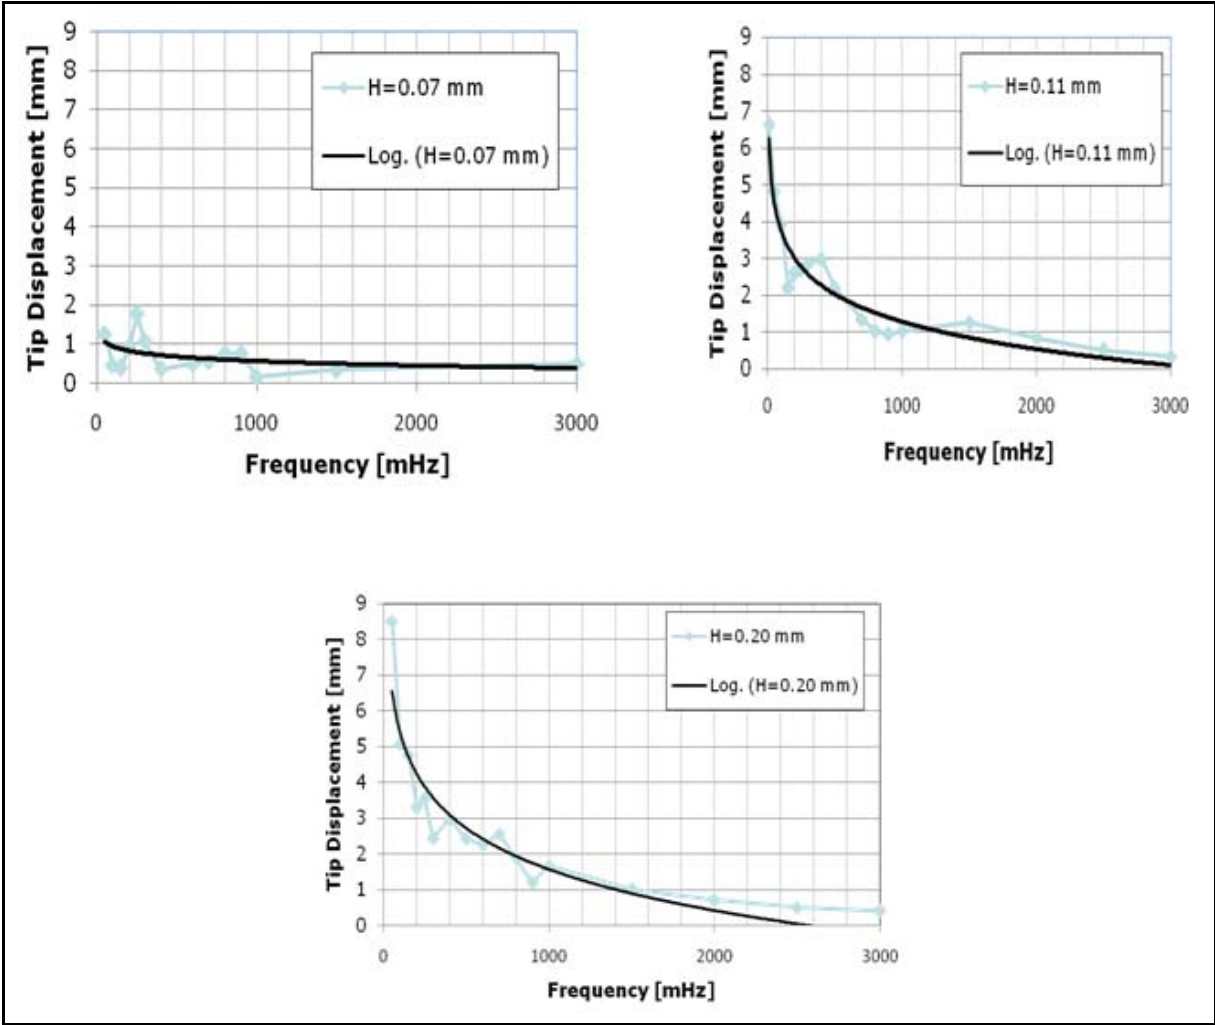 Tip Displacement [mm]
9
8
7
6
5
4
3
2
1
0
H=0.07 mm
Log. (H=0.07 mm)
0 1000 2000 3000
Frequency [mHz]
Tip Displacement [mm]
9
8
7
6
5
4
3
2
1
0
H=0.11 mm
Log. (H=0.11 mm)
0 1000 2000 3000
Frequency [mHz]
Tip Displacement [mm]
9
8
7
6
5
4
3
2
1
0
H=0.20 mm
Log. (H=0.20 mm)
0 1000 2000 3000
Frequency [mHz]